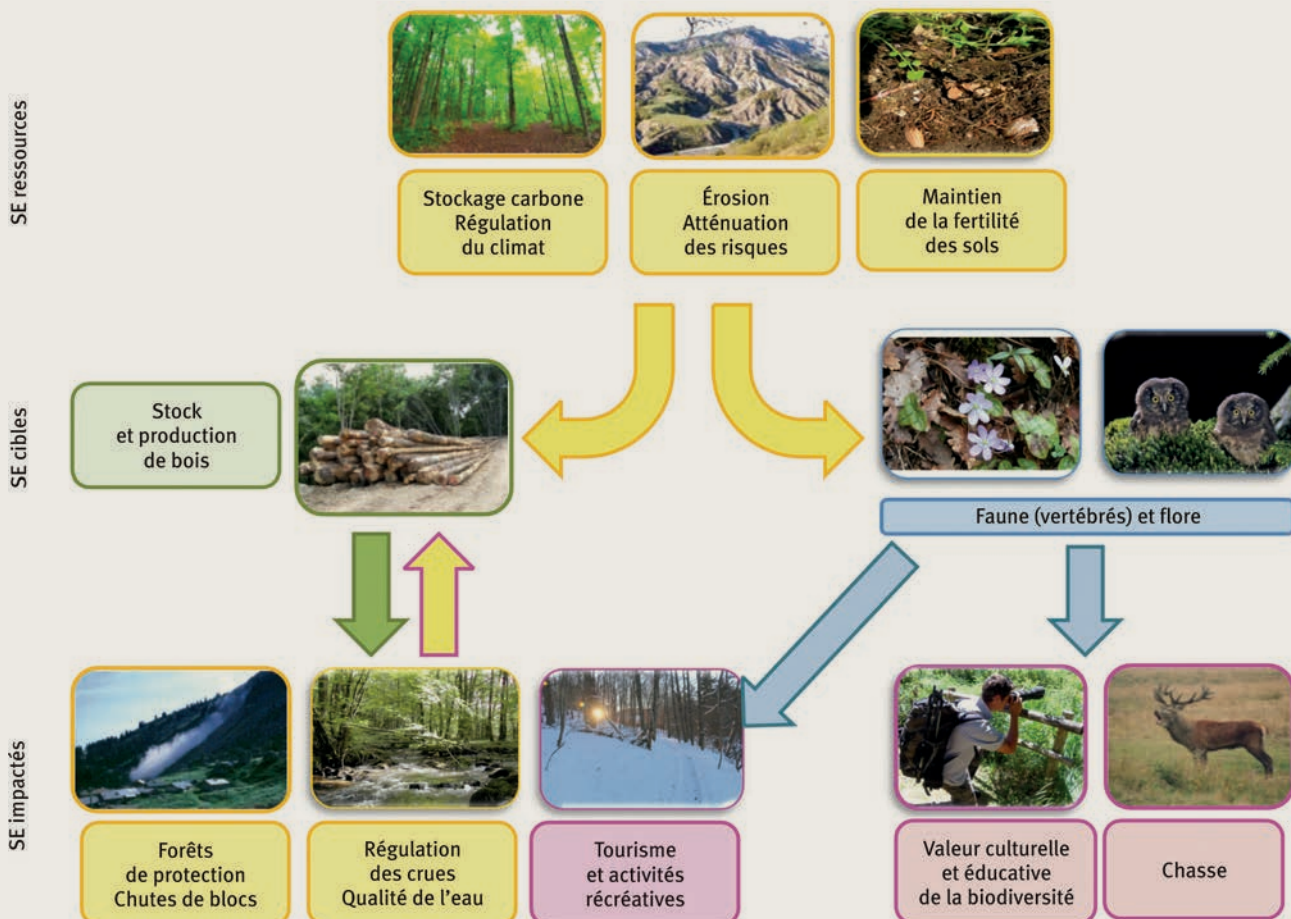 SE ressources
Stockage carbone
Régulation
du climat
Érosion
Atténuation
des risques
Maintien
de la fertilité
des sols
SE cibles
Stock
et production
de bois
Faune (vertébrés) et flore
SE impactés
Forêts
de protection
Chutes de blocs
Régulation
des crues
Qualité de l’eau
Tourisme
et activités
récréatives
Valeur culturelle
et éducative
de la biodiversité
Chasse